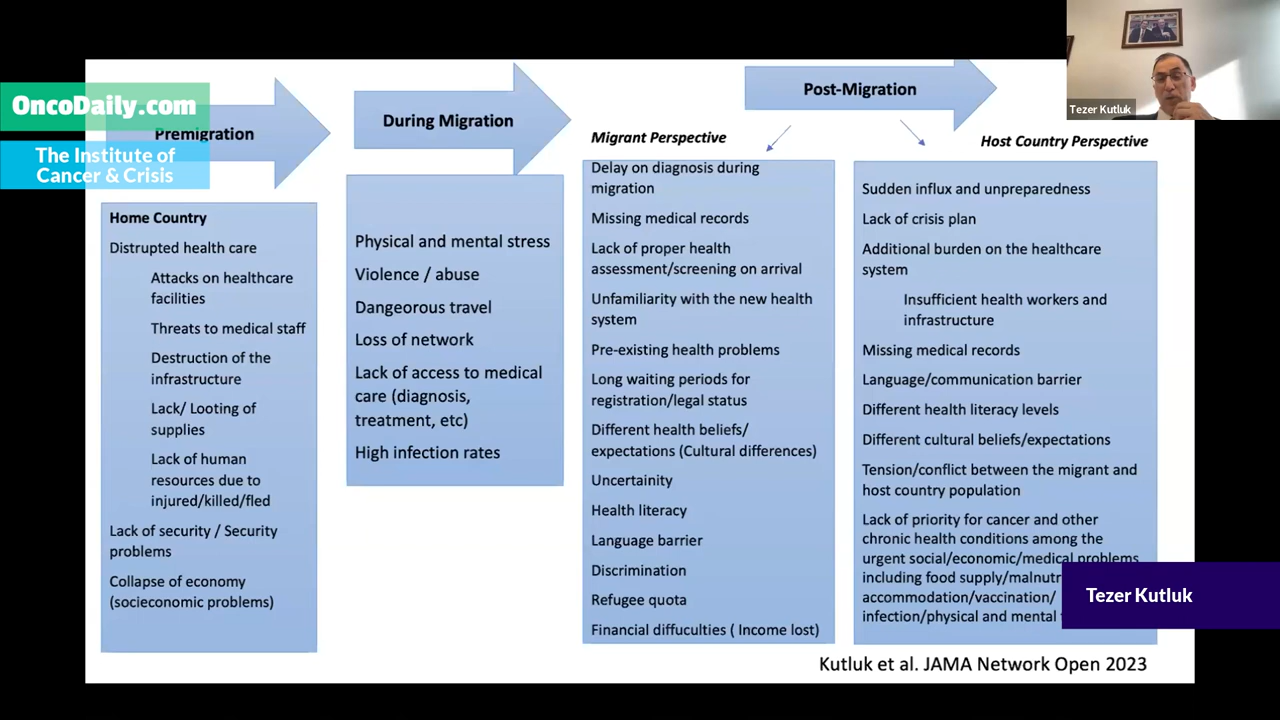 OncoDaily.com
The Institute of
Cancer & Crisis
Premigration
Home Country
Distrupted health care
Attacks on healthcare
facilities
Threats to medical staff
Destruction of the
infrastructure
Lack/ Looting of
supplies
Lack of human
resources due to
injured/killed/fled
Lack of security / Security
problems
Collapse of economy
(socieconomic problems)
During Migration
Physical and mental stress
Violence / abuse
Dangeorous travel
Loss of network
Lack of access to medical
care (diagnosis,
treatment, etc)
High infection rates
Post-Migration
Migrant Perspective
Delay on diagnosis during
migration
Missing medical records
Lack of proper health
assessment/screening on arrival
Unfamiliarity with the new health
system
Pre-existing health problems
Long waiting periods for
registration/legal status
Different health beliefs/
expectations (Cultural differences)
Uncertainity
Health literacy
Language barrier
Discrimination
Refugee quota
Financial diffuculties ( Income lost)
Host Country Perspective
Sudden influx and unpreparedness
Lack of crisis plan
Additional burden on the healthcare
system
Insufficient health workers and
infrastructure
Missing medical records
Language/communication barrier
Different health literacy levels
Different cultural beliefs/expectations
Tension/conflict between the migrant and
host country population
Lack of priority for cancer and other
chronic health conditions among the
urgent social/economic/medical problems
including food supply/malnutr
accommodation/vaccination/
infection/physical and mental
Kutluk et al. JAMA Network Open 2023
Tezer Kutluk
Tezer Kutluk